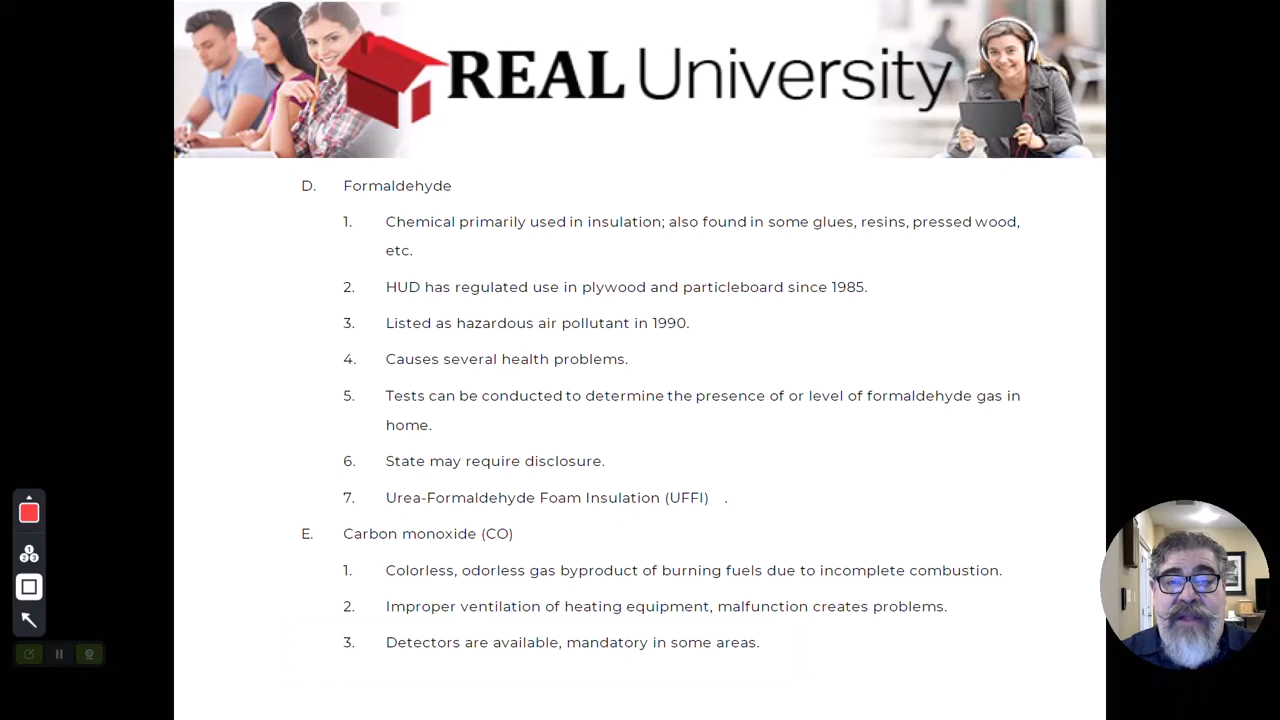 REAL University
D. Formaldehyde
1. Chemical primarily used in insulation; also found in some glues, resins, pressed wood,
etc.
2. HUD has regulated use in plywood and particleboard since 1985.
3. Listed as hazardous air pollutant in 1990.
4. Causes several health problems.
5. Tests can be conducted to determine the presence of or level of formaldehyde gas in
home.
6. State may require disclosure.
7. Urea-Formaldehyde Foam Insulation (UFFI) .
E. Carbon monoxide (CO)
1. Colorless, odorless gas byproduct of burning fuels due to incomplete combustion.
2. Improper ventilation of heating equipment, malfunction creates problems.
3. Detectors are available, mandatory in some areas.